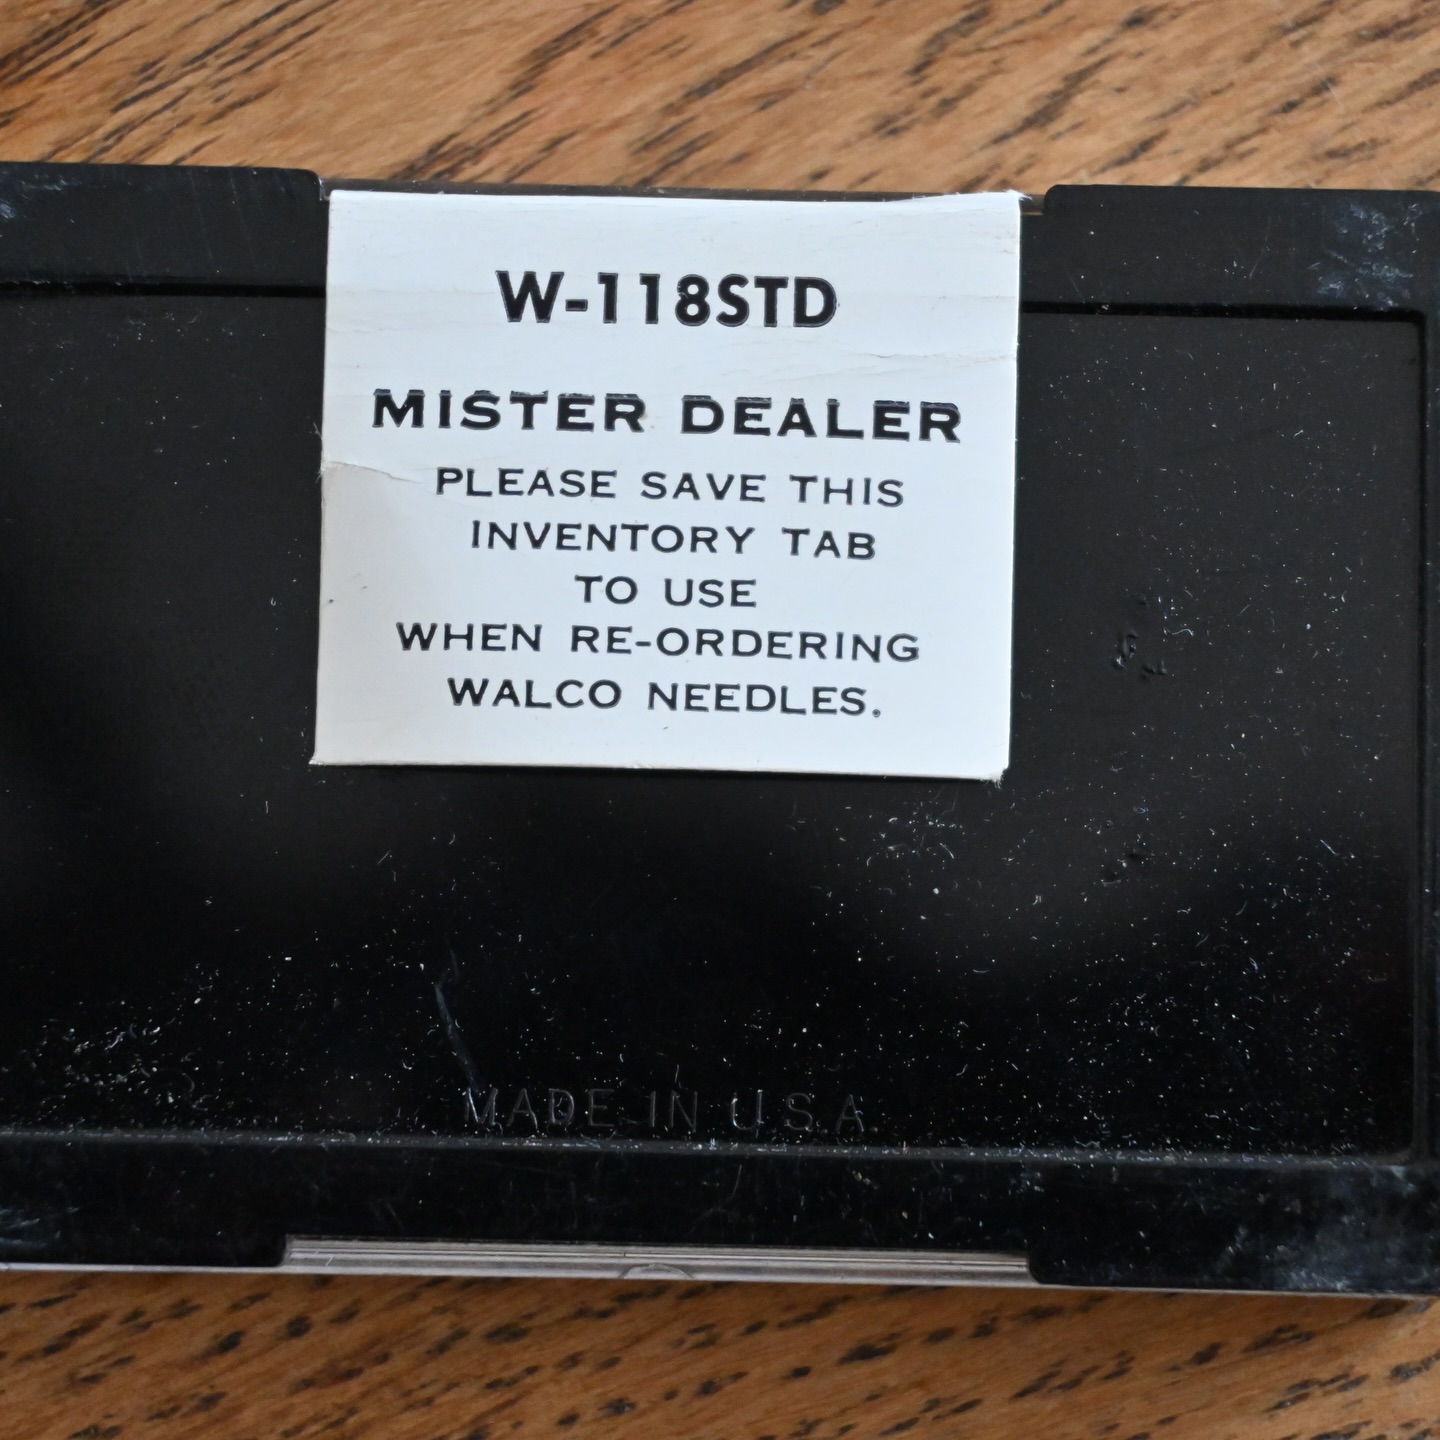 W-118STD
MISTER DEALER
PLEASE SAVE THIS
INVENTORY TAB
TO USE
WHEN RE-ORDERING
WALCO NEEDLES.
MADE IN U.S.A.